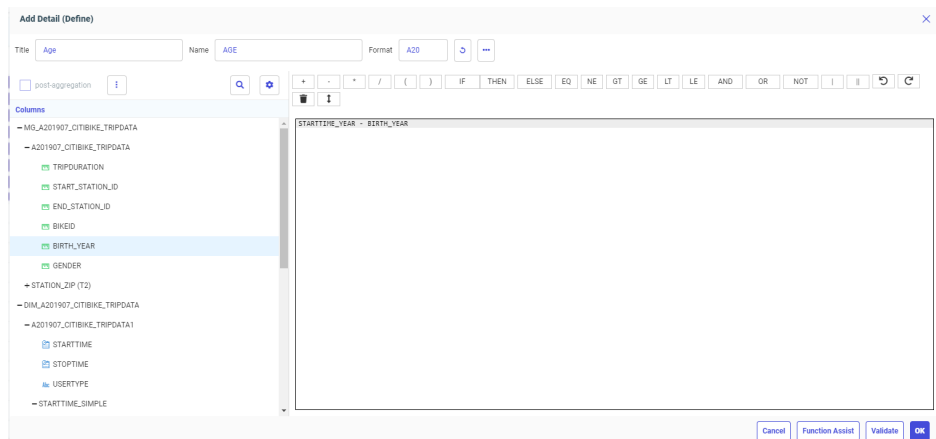 Add Detail (Define)
Title Age Name AGE Format A20 ...
post-aggregation
+ - * / ( ) IF THEN ELSE EQ NE GT GE LT LE AND OR NOT | ||
Columns
STARTTIME_YEAR - BIRTH_YEAR
MG_A201907_CITIBIKE_TRIPDATA
A201907_CITIBIKE_TRIPDATA
TRIPDURATION
START_STATION_ID
END_STATION_ID
BIKEID
BIRTH_YEAR
GENDER
STATION_ZIP (T2)
DIM_A201907_CITIBIKE_TRIPDATA
A201907_CITIBIKE_TRIPDATA1
STARTTIME
STOPTIME
USERTYPE
STARTTIME_SIMPLE
Cancel Function Assist Validate OK